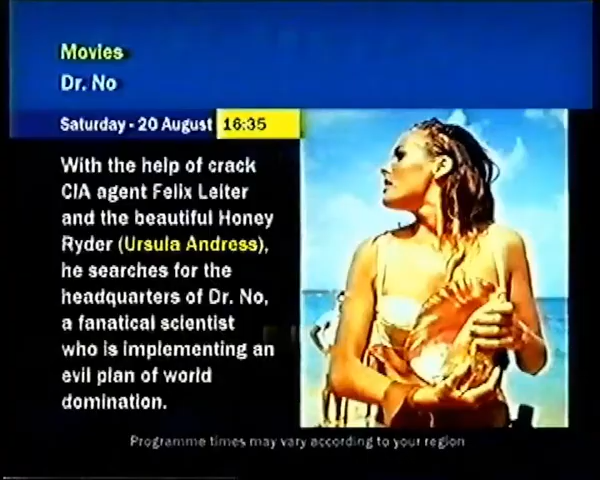 Movies
Dr. No
Saturday - 20 August 16:35
With the help of crack
CIA agent Felix Leiter
and the beautiful Honey
Ryder (Ursula Andress),
he searches for the
headquarters of Dr. No,
a fanatical scientist
who is implementing an
evil plan of world
domination.
Programme times may vary according to your region